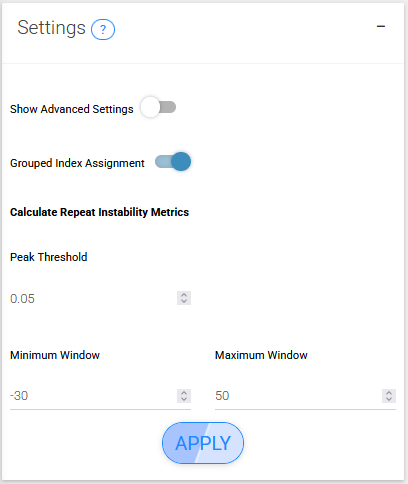 Settings ?
Show Advanced Settings
Grouped Index Assignment
Calculate Repeat Instability Metrics
Peak Threshold
0.05
Minimum Window Maximum Window
-30 50
APPLY